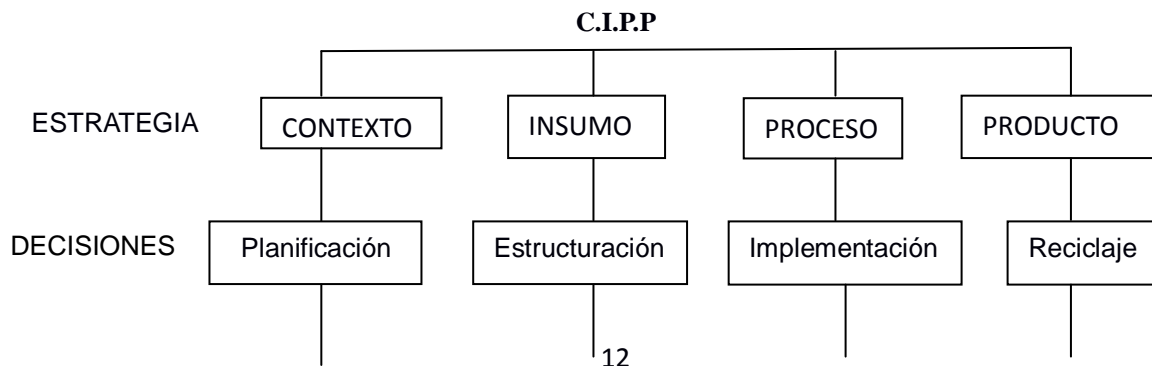 C.I.P.P
ESTRATEGIA CONTEXTO INSUMO PROCESO PRODUCTO
DECISIONES Planificación Estructuración Implementación Reciclaje
12